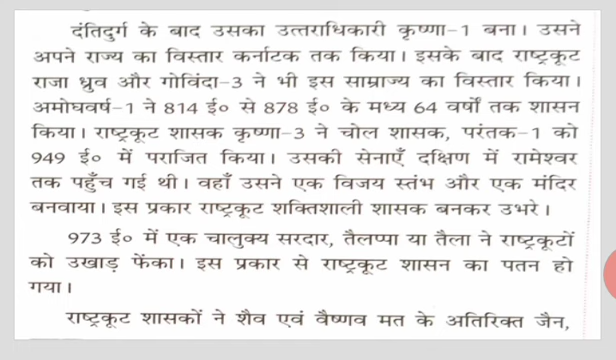 दंतिदुर्ग के बाद उसका उत्तराधिकारी कृष्णा-1 बना। उसने
अपने राज्य का विस्तार कर्नाटक तक किया। इसके बाद राष्ट्रकूट
राजा ध्रुव और गोविंदा-3 ने भी इस साम्राज्य का विस्तार किया।
अमोघवर्ष-1 ने 814 ई० से 878 ई० के मध्य 64 वर्षों तक शासन
किया। राष्ट्रकूट शासक कृष्णा-3 ने चोल शासक, परंतक-1 को
949 ई० में पराजित किया। उसकी सेनाएँ दक्षिण में रामेश्वर
तक पहुँच गई थी। वहाँ उसने एक विजय स्तंभ और एक मंदिर
बनवाया। इस प्रकार राष्ट्रकूट शक्तिशाली शासक बनकर उभरे।
973 ई० में एक चालुक्य सरदार, तैलप्पा या तैला ने राष्ट्रकूटों
को उखाड़ फेंका। इस प्रकार से राष्ट्रकूट शासन का पतन हो
गया।
राष्ट्रकूट शासकों ने शैव एवं वैष्णव मत के अतिरिक्त जैन,